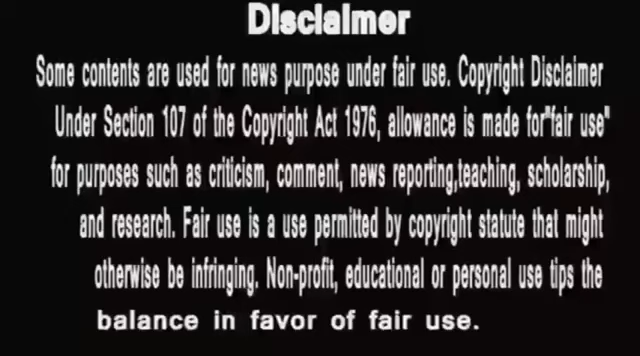 Disclaimer
Some contents are used for news purpose under fair use. Copyright Disclaimer
Under Section 107 of the Copyright Act 1976, allowance is made for"fair use"
for purposes such as criticism, comment, news reporting,teaching, scholarship,
and research. Fair use is a use permitted by copyright statute that might
otherwise be infringing. Non-profit, educational or personal use tips the
balance in favor of fair use.